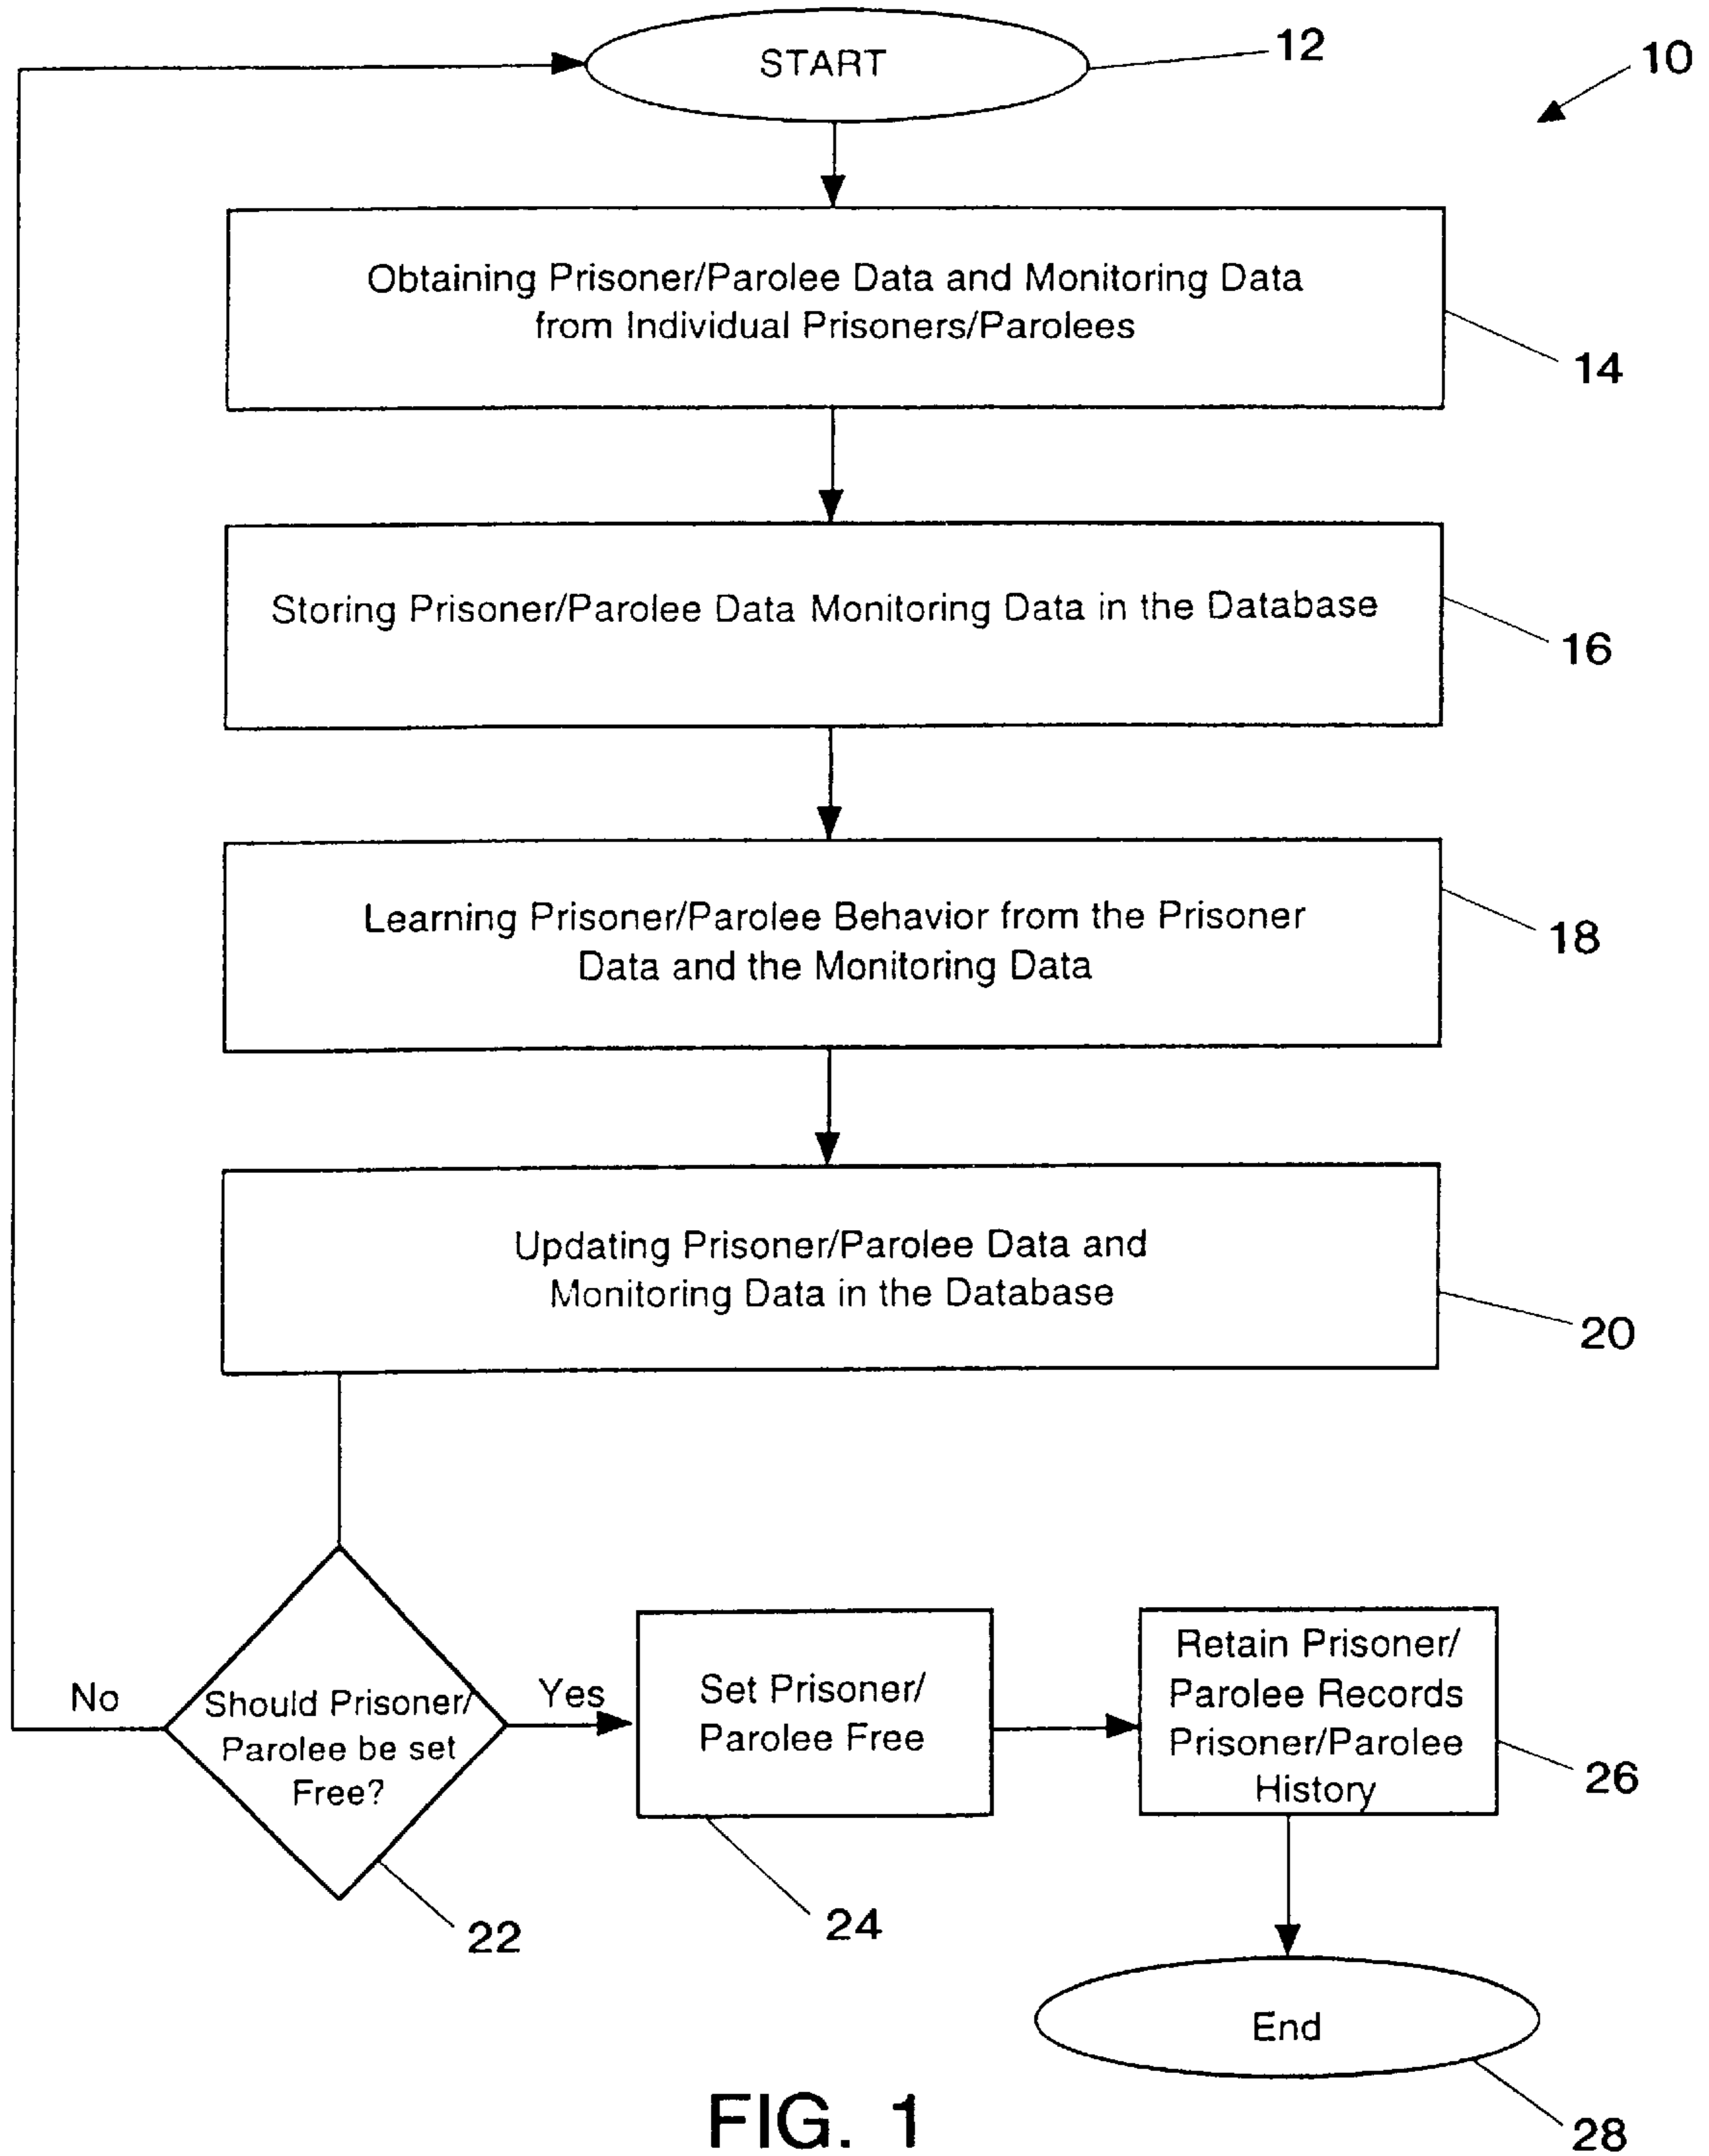 START
12
10
Obtaining Prisoner/Parolee Data and Monitoring Data
from Individual Prisoners/Parolees
14
Storing Prisoner/Parolee Data Monitoring Data in the Database
16
Learning Prisoner/Parolee Behavior from the Prisoner
Data and the Monitoring Data
18
Updating Prisoner/Parolee Data and
Monitoring Data in the Database
20
No
Should Prisoner/
Parolee be set
Free?
22
Yes
Set Prisoner/
Parolee Free
24
Retain Prisoner/
Parolee Records
Prisoner/Parolee
History
26
End
28
FIG. 1